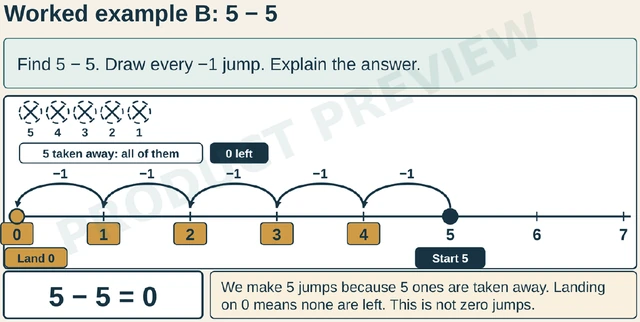 Worked example B: 5 − 5
Find 5 − 5. Draw every −1 jump. Explain the answer.
5 4 3 2 1
5 taken away: all of them
0 left
−1 −1 −1 −1 −1
0 1 2 3 4 5 6 7
Land 0
Start 5
5 − 5 = 0
We make 5 jumps because 5 ones are taken away. Landing
on 0 means none are left. This is not zero jumps.
PRODUCT PREVIEW